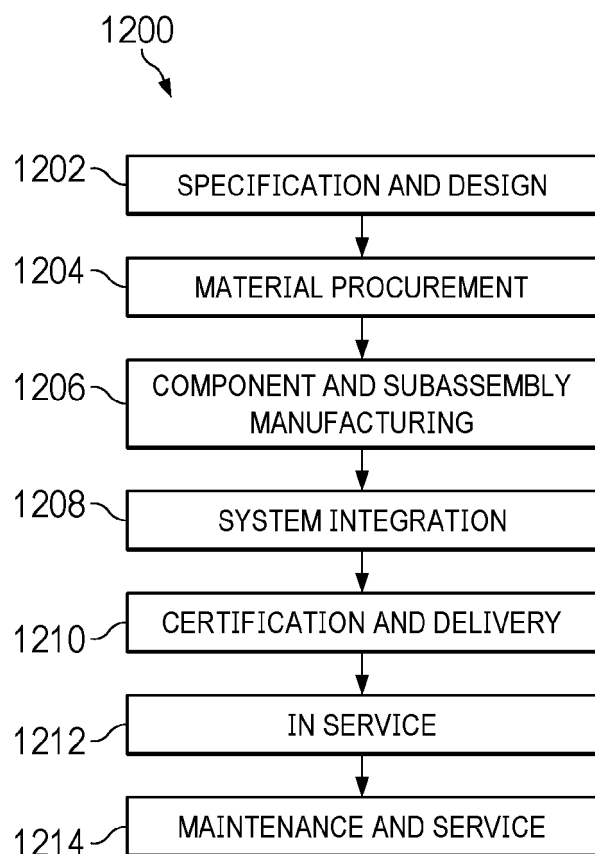 1200
1202
SPECIFICATION AND DESIGN
1204
MATERIAL PROCUREMENT
1206
COMPONENT AND SUBASSEMBLY
MANUFACTURING
1208
SYSTEM INTEGRATION
1210
CERTIFICATION AND DELIVERY
1212
IN SERVICE
1214
MAINTENANCE AND SERVICE